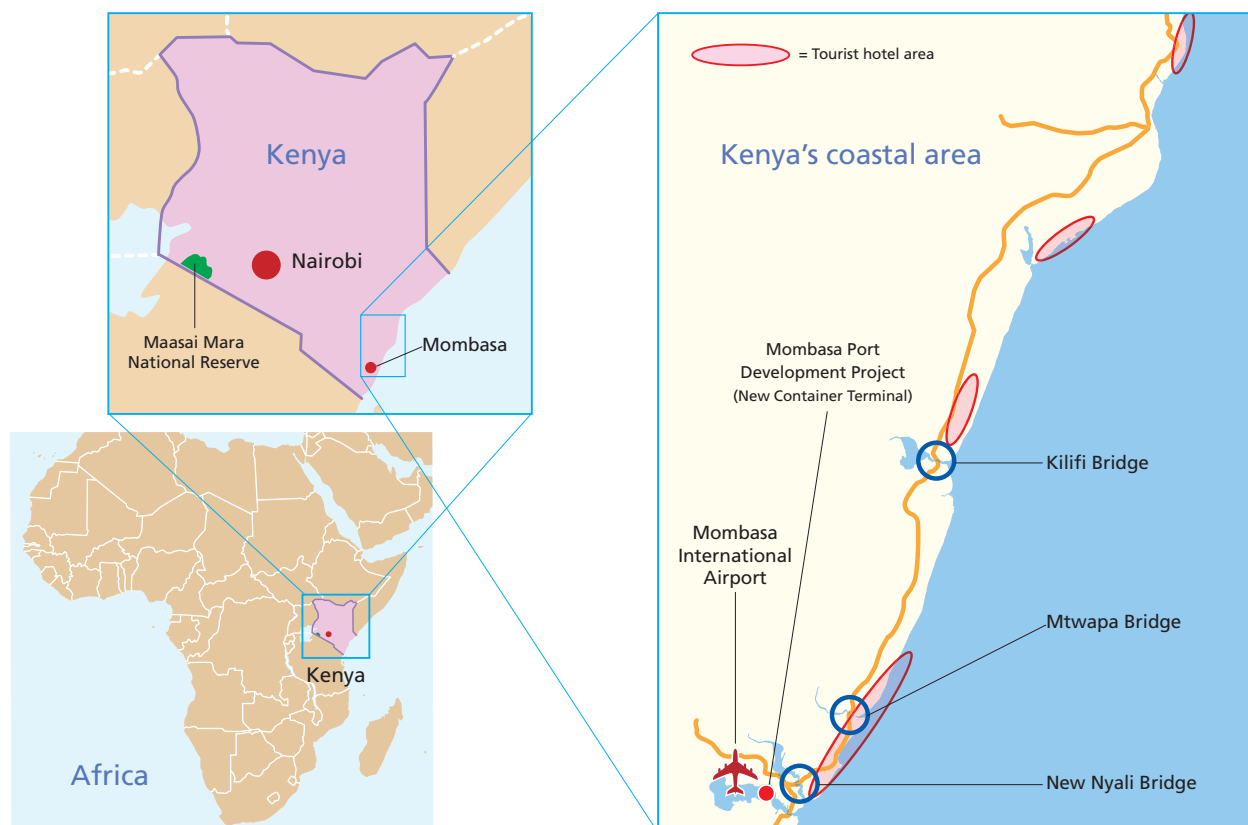 Kenya
Nairobi
Maasai Mara
National Reserve
Mombasa
Africa
Kenya
= Tourist hotel area
Kenya’s coastal area
Mombasa Port
Development Project
(New Container Terminal)
Kilifi Bridge
Mombasa
International
Airport
Mtwapa Bridge
New Nyali Bridge